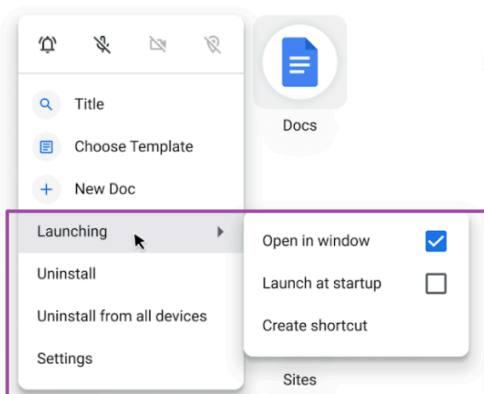 Docs
Title
Choose Template
New Doc
Launching
Uninstall
Uninstall from all devices
Settings
Open in window
Launch at startup
Create shortcut
Sites